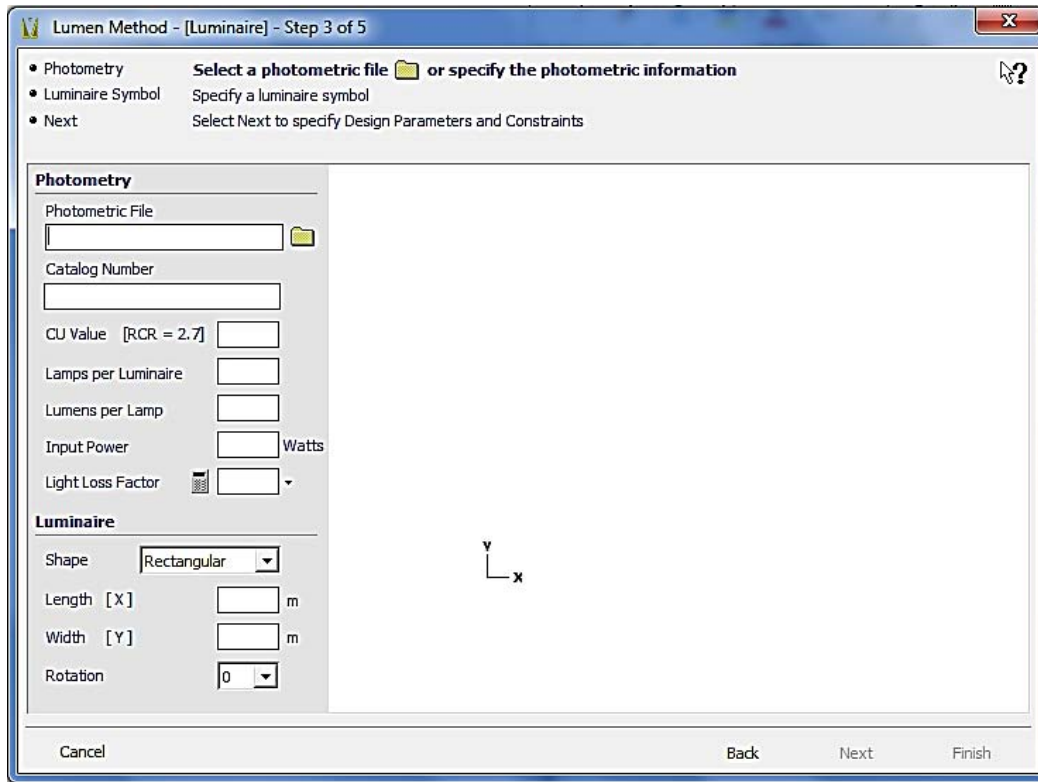 Lumen Method - [Luminaire] - Step 3 of 5
x
• Photometry Select a photometric file or specify the photometric information
?
• Luminaire Symbol Specify a luminaire symbol
• Next Select Next to specify Design Parameters and Constraints
Photometry
Photometric File
Catalog Number
CU Value [RCR = 2.7]
Lamps per Luminaire
Lumens per Lamp
Input Power Watts
Light Loss Factor
Luminaire
Shape Rectangular
Length [X] m
Width [Y] m
Rotation 0
Y
X
Cancel Back Next Finish